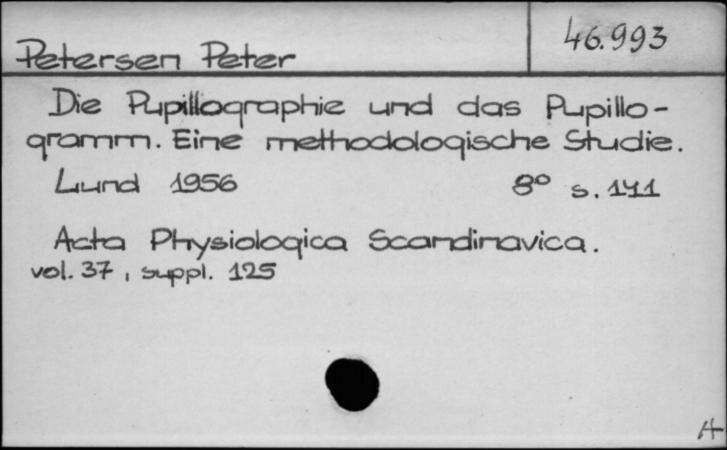 46.993
Petersen Peter
Die Pupillographie und das Pupillo-
gramm. Eine methodologische Studie.
Lund 1956 8° s. 141
Acta Physiologica Scandinavica.
vol. 37, suppl. 125